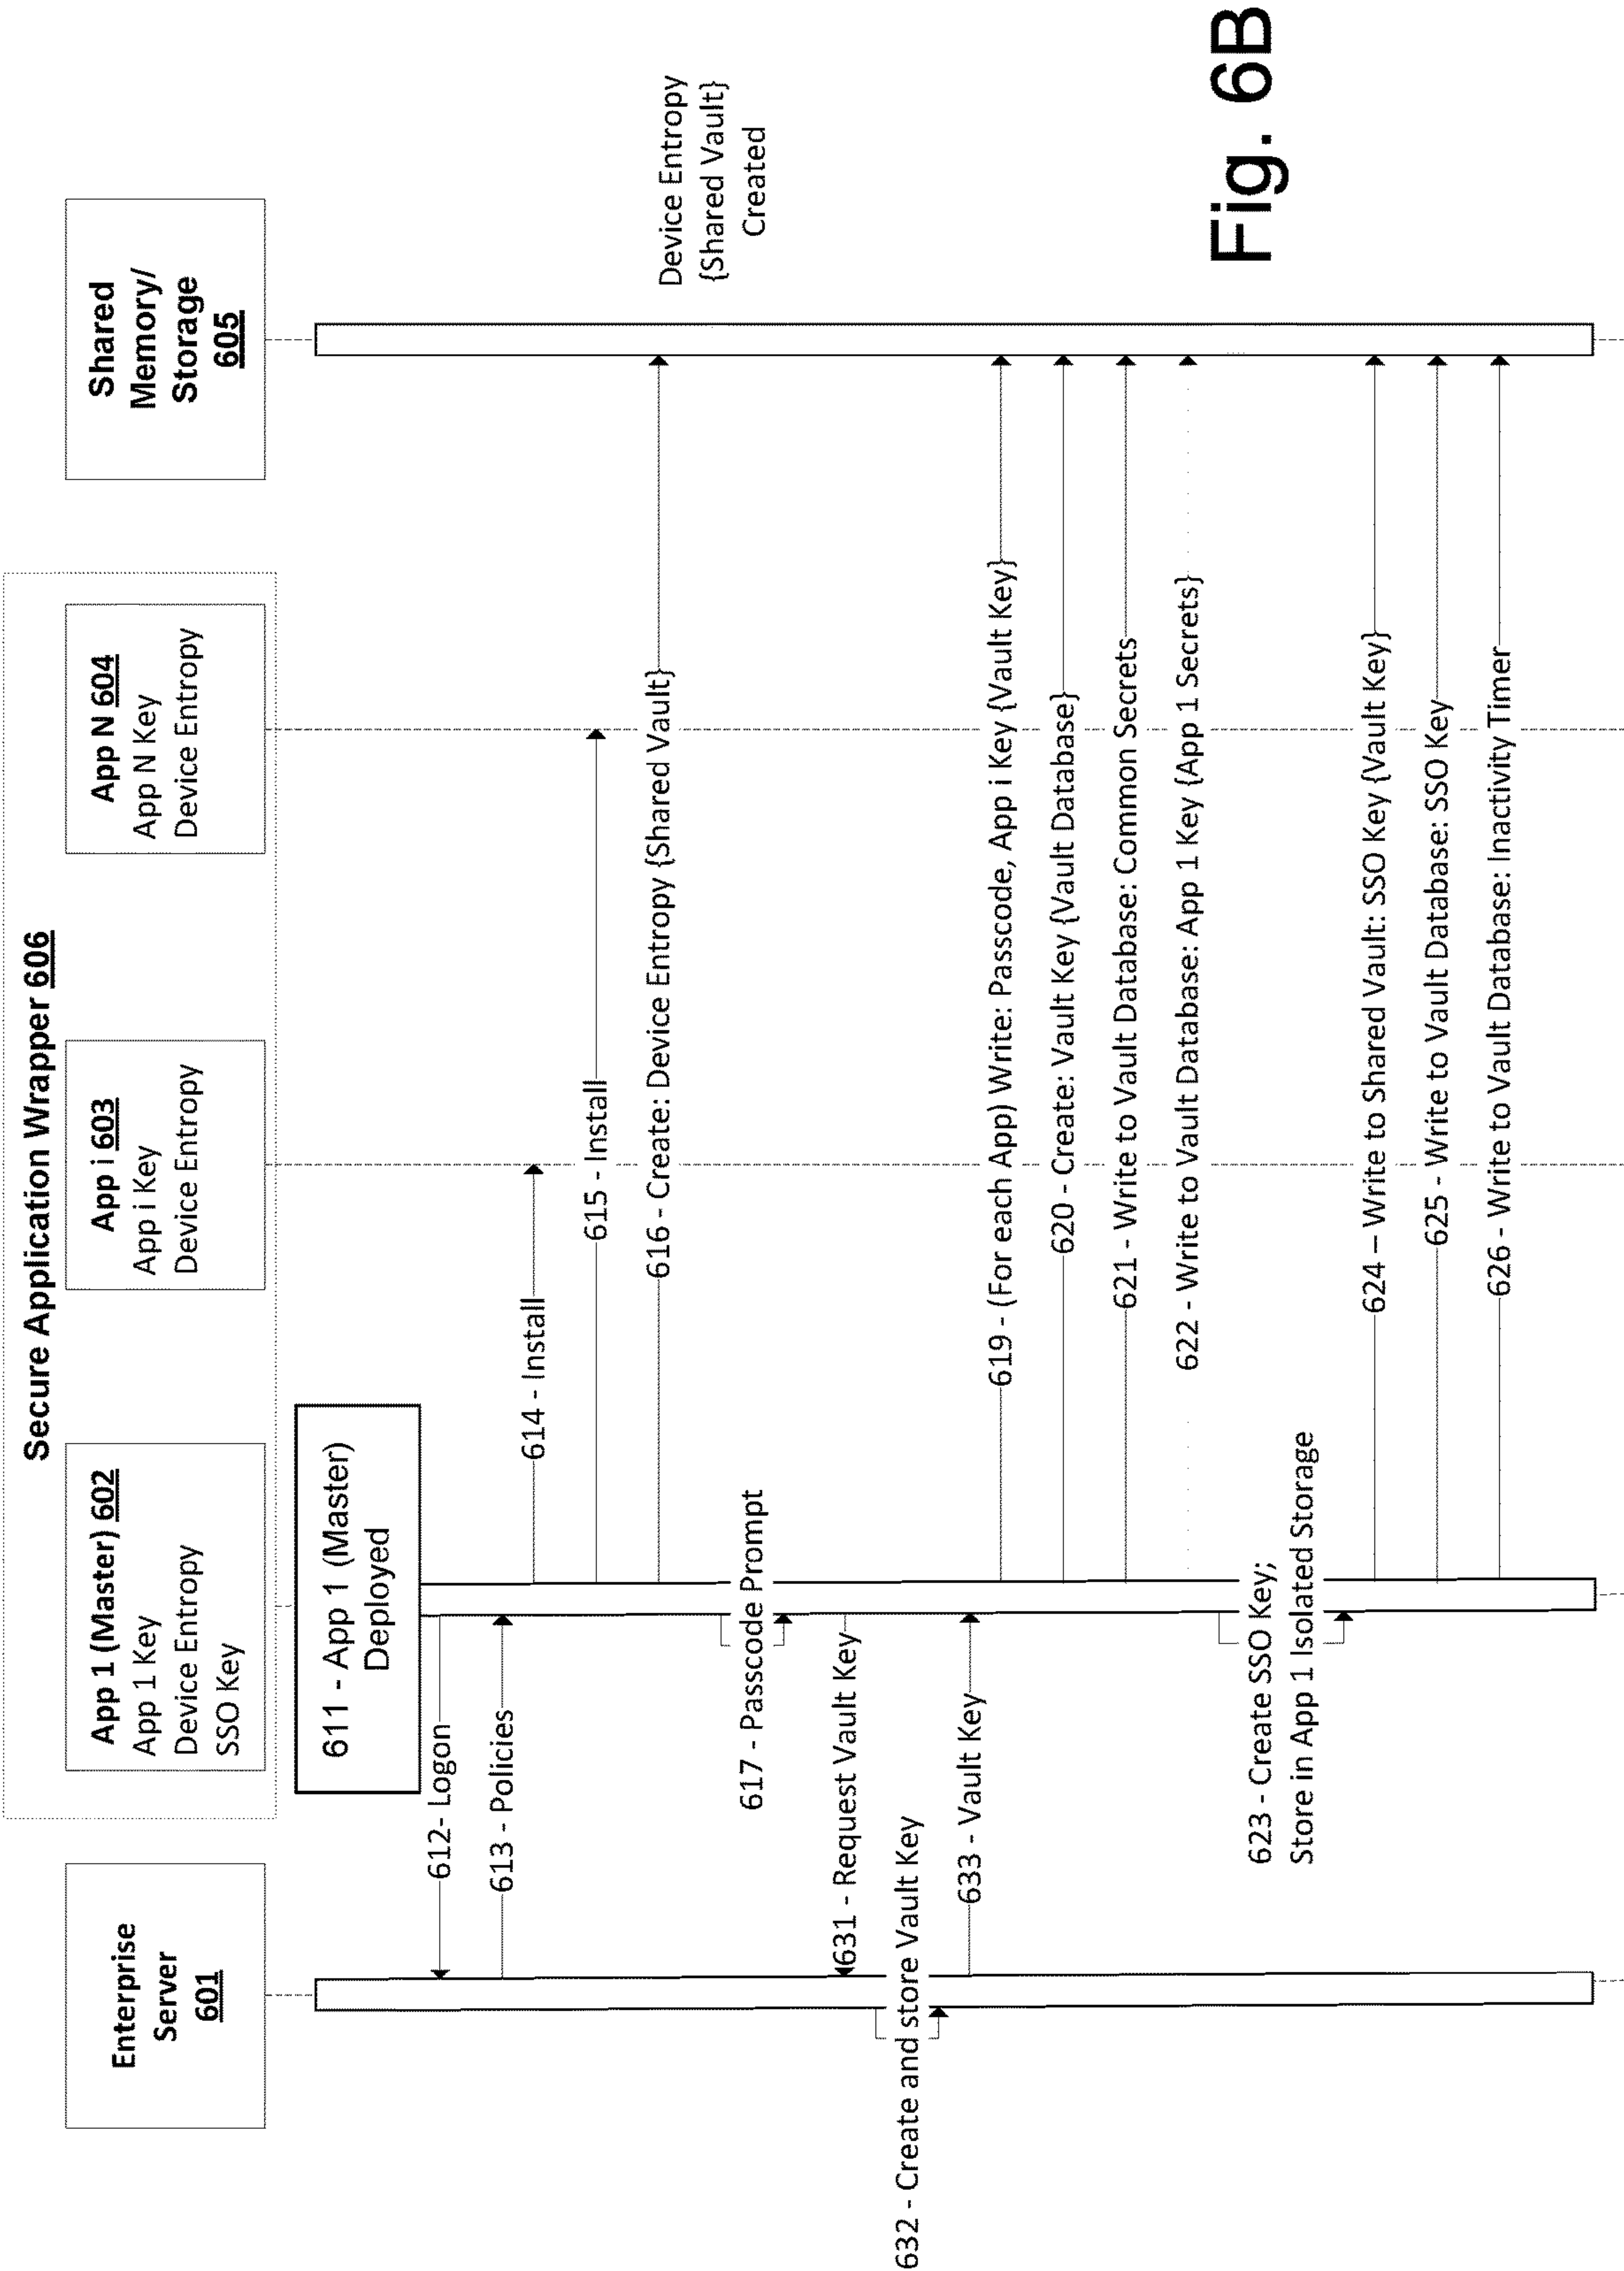 Secure Application Wrapper 606
Enterprise
Server
601
App 1 (Master) 602
App 1 Key
Device Entropy
SSO Key
App i 603
App i Key
Device Entropy
App N 604
App N Key
Device Entropy
Shared
Memory/
Storage
605
611 - App 1 (Master)
Deployed
612- Logon
613 - Policies
614 - Install
615 - Install
616 - Create: Device Entropy {Shared Vault}
Device Entropy
{Shared Vault}
Created
617 - Passcode Prompt
631 - Request Vault Key
632 - Create and store Vault Key
633 - Vault Key
619 - (For each App) Write: Passcode, App i Key {Vault Key}
620 - Create: Vault Key {Vault Database}
621 - Write to Vault Database: Common Secrets
622 - Write to Vault Database: App 1 Key {App 1 Secrets}
623 - Create SSO Key;
Store in App 1 Isolated Storage
624 – Write to Shared Vault: SSO Key {Vault Key}
625 - Write to Vault Database: SSO Key
626 - Write to Vault Database: Inactivity Timer
Fig. 6B